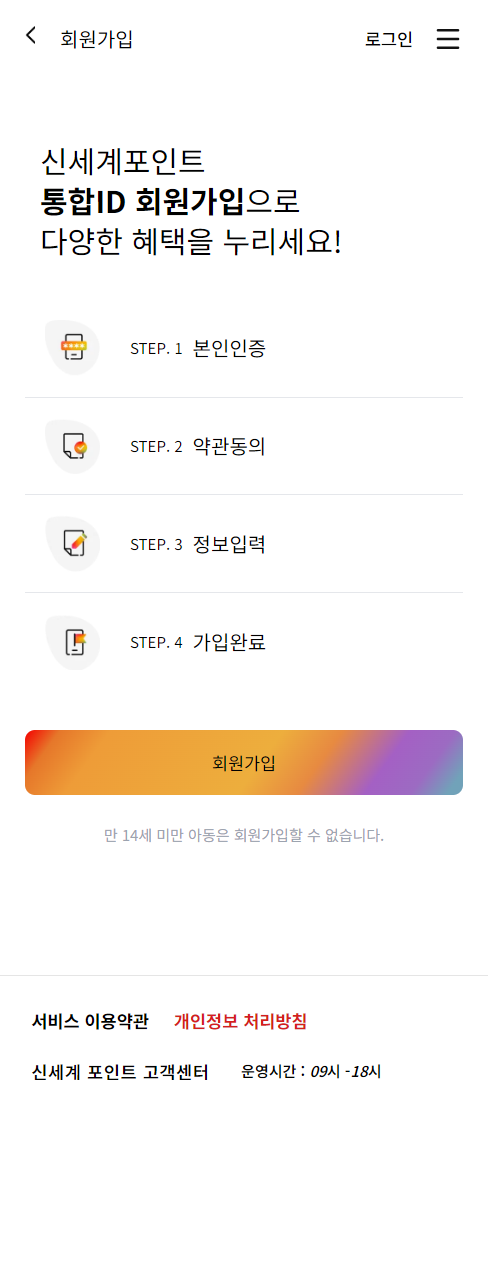 회원가입 로그인
신세계포인트
통합ID 회원가입으로
다양한 혜택을 누리세요!
STEP. 1 본인인증
STEP. 2 약관동의
STEP. 3 정보입력
STEP. 4 가입완료
회원가입
만 14세 미만 아동은 회원가입할 수 없습니다.
서비스 이용약관 개인정보 처리방침
신세계 포인트 고객센터 운영시간 : 09시 -18시